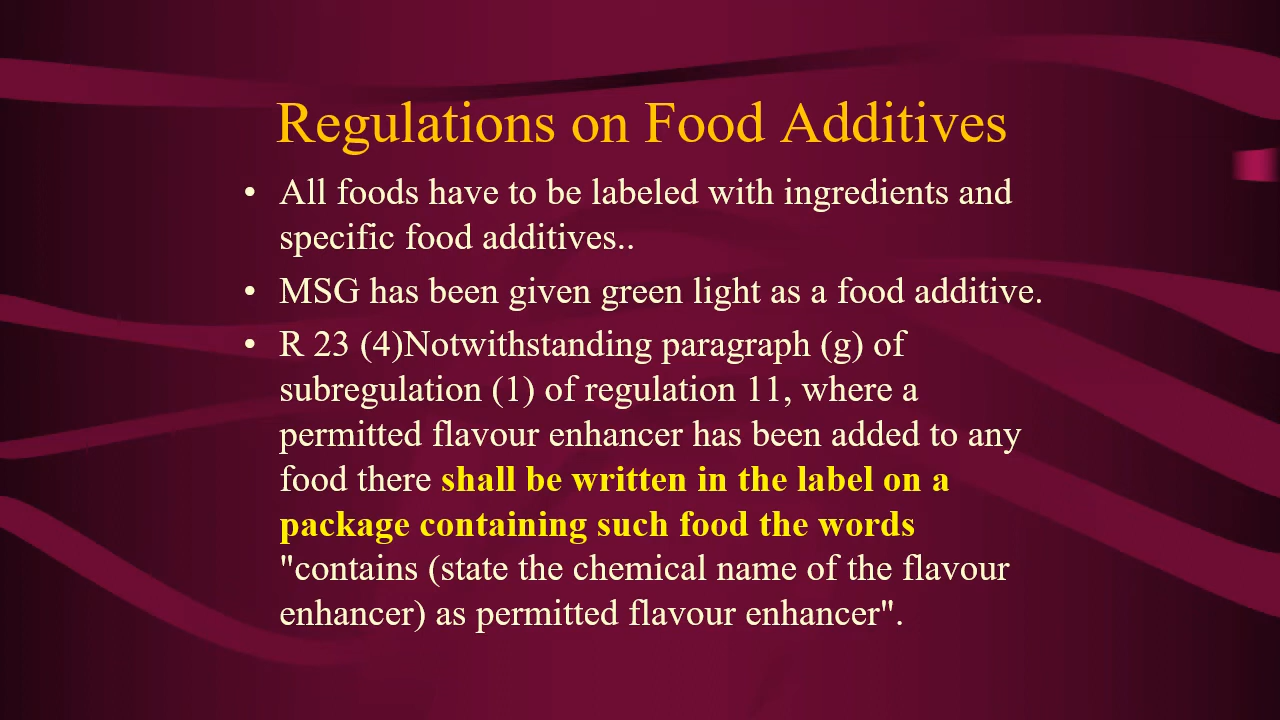 Regulations on Food Additives
• All foods have to be labeled with ingredients and
specific food additives..
• MSG has been given green light as a food additive.
• R 23 (4)Notwithstanding paragraph (g) of
subregulation (1) of regulation 11, where a
permitted flavour enhancer has been added to any
food there shall be written in the label on a
package containing such food the words
"contains (state the chemical name of the flavour
enhancer) as permitted flavour enhancer".